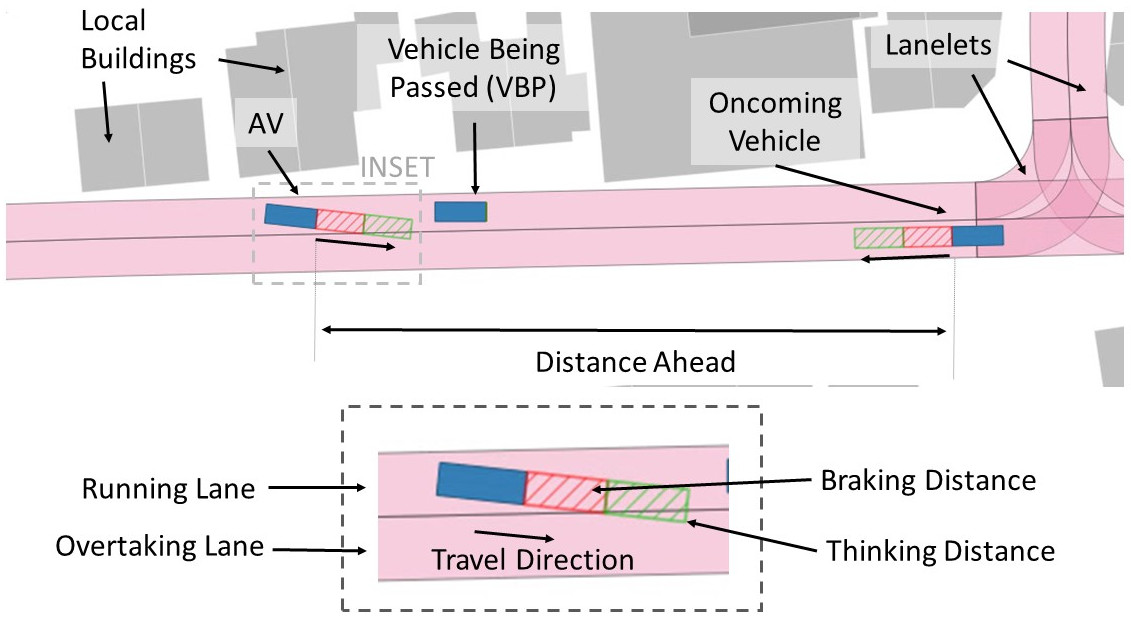 Local
Buildings
Vehicle Being
Passed (VBP)
Lanelets
AV
Oncoming
Vehicle
INSET
Distance Ahead
Running Lane
Braking Distance
Overtaking Lane
Travel Direction
Thinking Distance